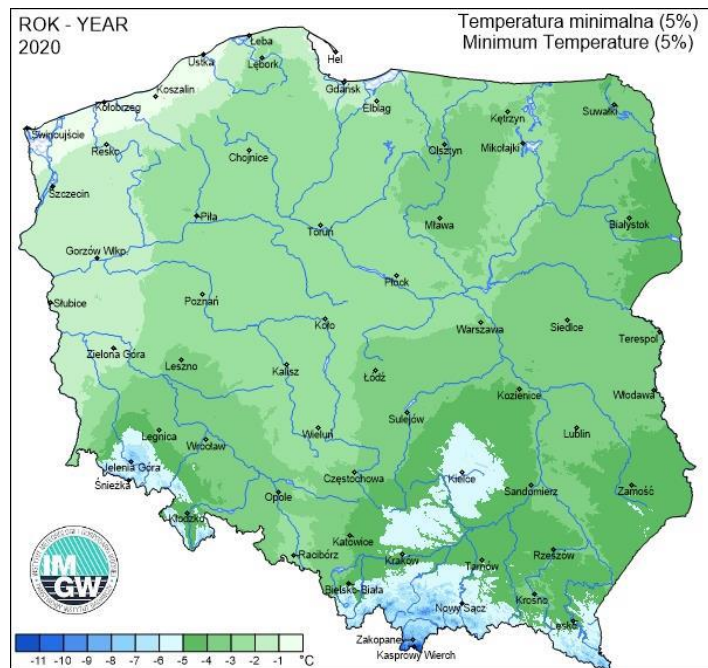 ROK - YEAR
2020
Temperatura minimalna (5%)
Minimum Temperature (5%)
Łeba
Hel
Ustka
Lębork
Koszalin
Gdańsk
Kołobrzeg
Elbląg
Suwałki
Kętrzyn
Świnoujście
Resko
Chojnice
Olsztyn
Mikołajki
Szczecin
Piła
Mława
Białystok
Toruń
Gorzów Wlkp.
Płock
Słubice
Poznań
Koło
Warszawa
Siedlce
Terespol
Zielona Góra
Leszno
Kalisz
Łódź
Kozienice
Włodawa
Sulejów
Legnica
Wrocław
Wieluń
Lublin
Jelenia Góra
Śnieżka
Częstochowa
Kielce
Opole
Sandomierz
Zamość
Kłodzko
Katowice
Racibórz
Kraków
Tarnów
Rzeszów
Bielsko-Biała
Nowy Sącz
Krosno
Lesko
Zakopane
Kasprowy Wierch
IM
GW
-11 -10 -9 -8 -7 -6 -5 -4 -3 -2 -1 °C